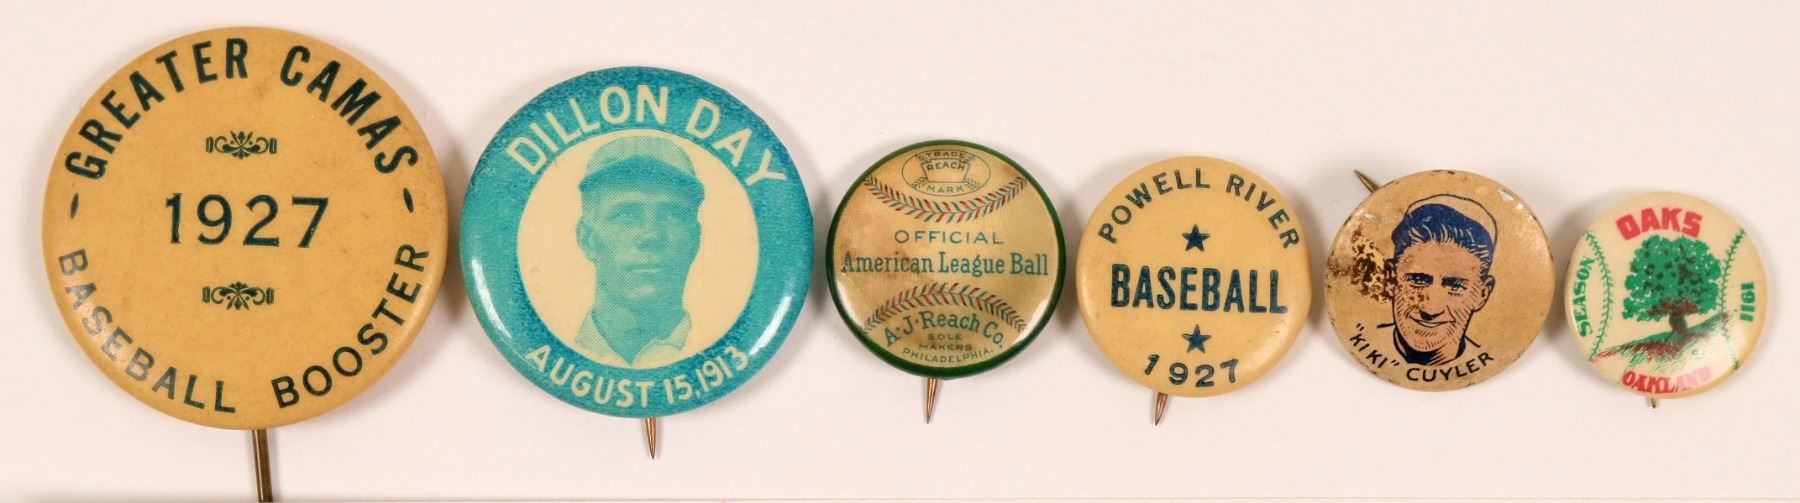 GREATER CAMAS
1927
BASEBALL BOOSTER
DILLON DAY
AUGUST 15, 1913
TRADE
REACH
MARK
OFFICIAL
American League Ball
A. J. Reach Co.
SOLE
MAKERS
PHILADELPHIA.
POWELL RIVER
BASEBALL
1927
"KIKI" CUYLER
OAKS
SEASON
1911
OAKLAND